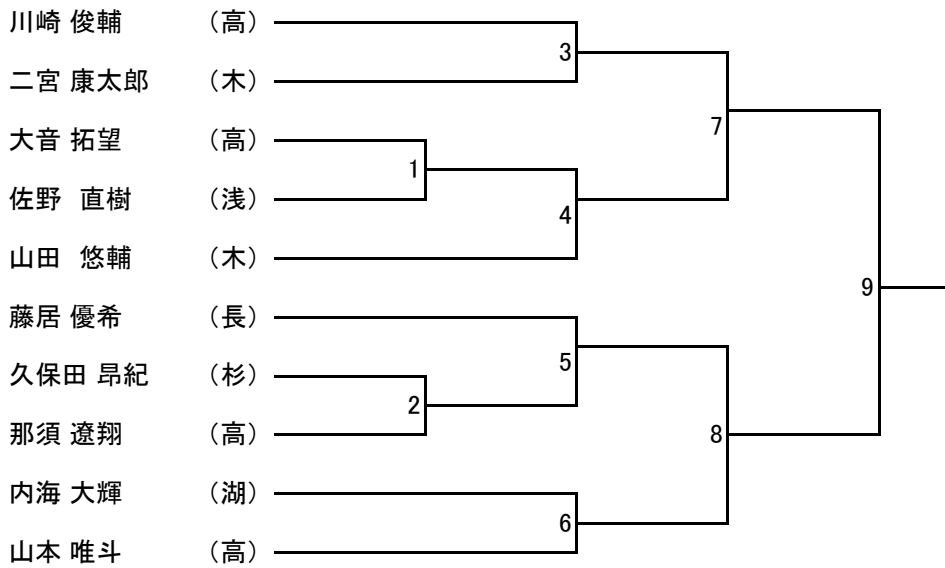 川崎 俊輔 （高）
3
二宮 康太郎 （木）
7
大音 拓望 （高）
1
佐野　直樹 （浅）
4
山田　悠輔 （木）
9
藤居 優希 （長）
5
久保田 昂紀 （杉）
2
那須 遼翔 （高）
8
内海 大輝 （湖）
6
山本 唯斗 （高）